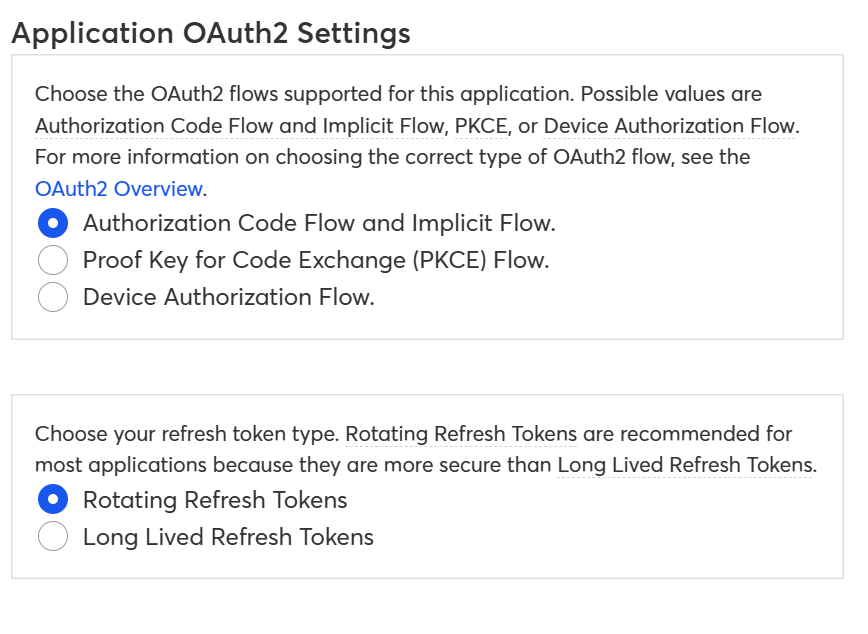 Application OAuth2 Settings
Choose the OAuth2 flows supported for this application. Possible values are
Authorization Code Flow and Implicit Flow, PKCE, or Device Authorization Flow.
For more information on choosing the correct type of OAuth2 flow, see the
OAuth2 Overview.
Authorization Code Flow and Implicit Flow.
Proof Key for Code Exchange (PKCE) Flow.
Device Authorization Flow.
Choose your refresh token type. Rotating Refresh Tokens are recommended for
most applications because they are more secure than Long Lived Refresh Tokens.
Rotating Refresh Tokens
Long Lived Refresh Tokens